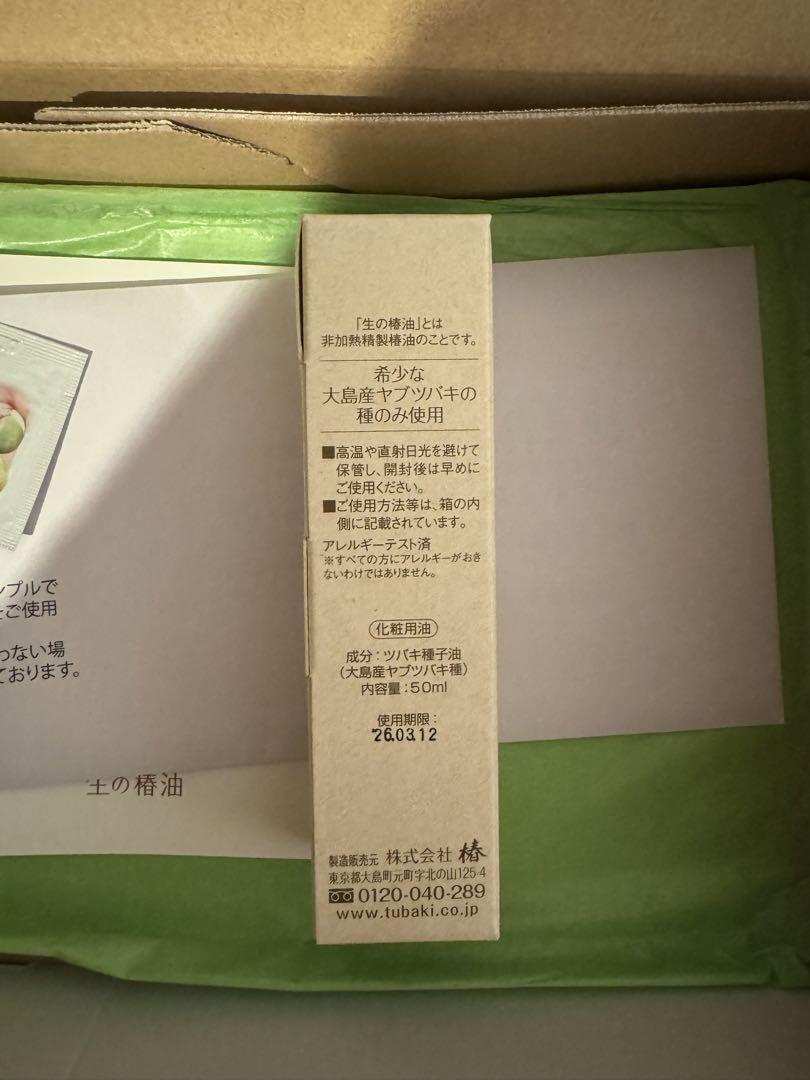 「生の椿油」とは
非加熱精製椿油のことです。
希少な
大島産ヤブツバキの
種のみ使用
■高温や直射日光を避けて
保管し、開封後は早めに
ご使用ください。
■ご使用方法等は、箱の内
側に記載されています。
アレルギーテスト済
※すべての方にアレルギーがおき
ないわけではありません。
化粧用油
成分：ツバキ種子油
（大島産ヤブツバキ種）
内容量：50ml
使用期限：
'26.03.12
製造販売元 株式会社 椿
東京都大島町元町字北の山125-4
0120-040-289
www.tubaki.co.jp
ンプルで
ご使用
わない場
ております。
生の椿油